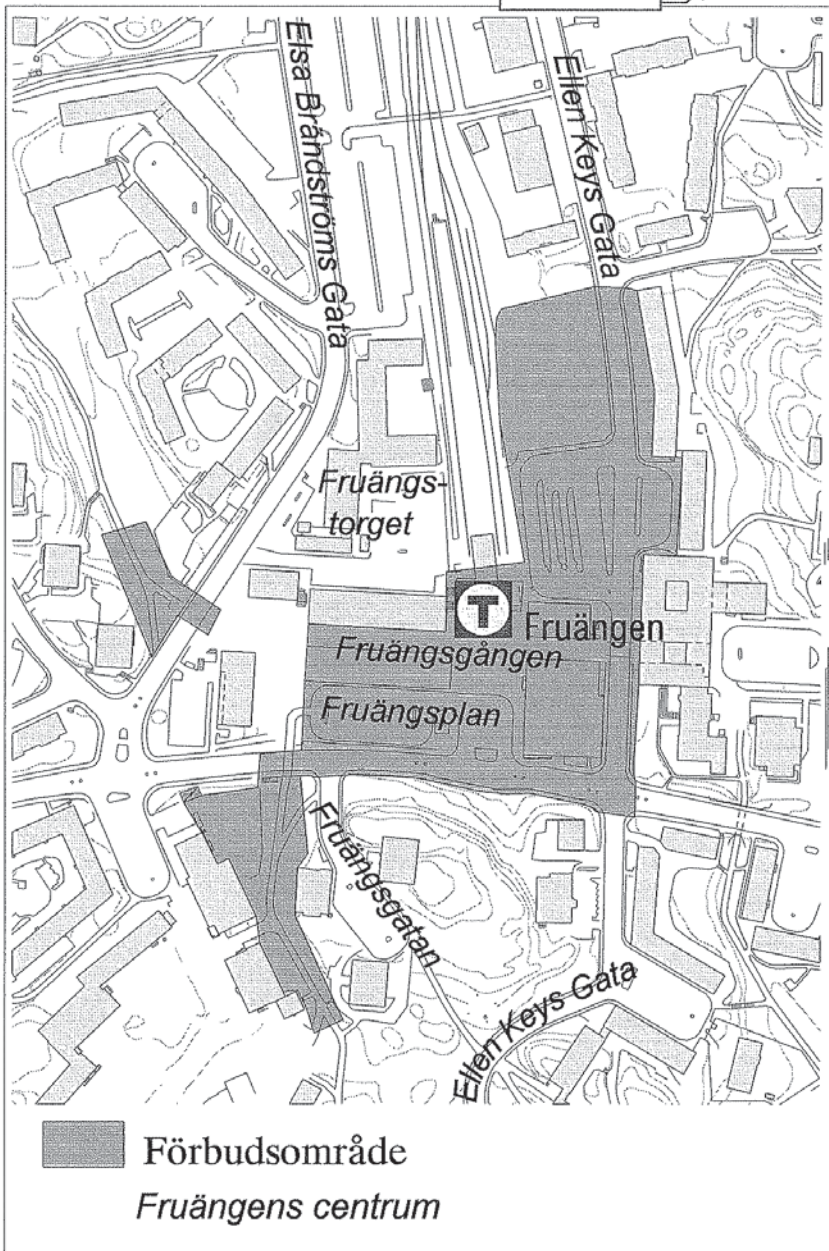 Elsa Brändströms Gata
Ellen Keys Gata
Fruängs-
torget
T Fruängen
Fruängsgången
Fruängsplan
Fruängsgatan
Ellen Keys Gata
Förbudsområde
Fruängens centrum